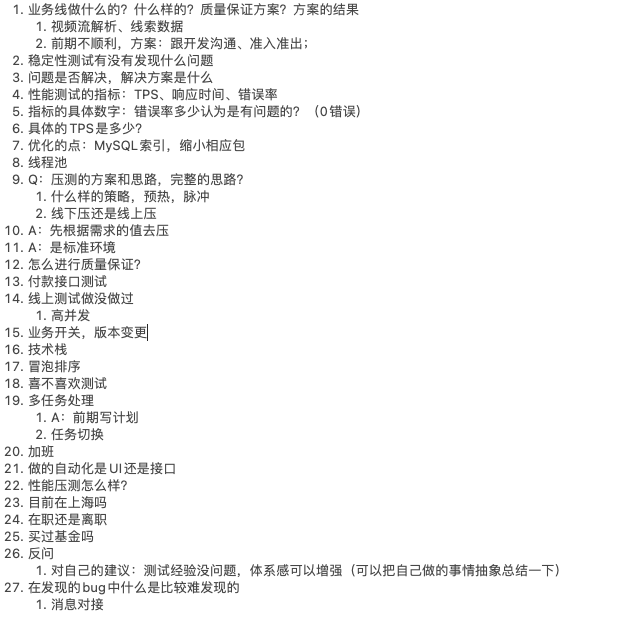 1. 业务线做什么的？什么样的？质量保证方案？方案的结果
1. 视频流解析、线索数据
2. 前期不顺利，方案：跟开发沟通、准入准出；
2. 稳定性测试有没有发现什么问题
3. 问题是否解决，解决方案是什么
4. 性能测试的指标：TPS、响应时间、错误率
5. 指标的具体数字：错误率多少认为是有问题的？（0错误）
6. 具体的TPS是多少？
7. 优化的点：MySQL索引，缩小相应包
8. 线程池
9. Q：压测的方案和思路，完整的思路？
1. 什么样的策略，预热，脉冲
2. 线下压还是线上压
10. A：先根据需求的值去压
11. A：是标准环境
12. 怎么进行质量保证？
13. 付款接口测试
14. 线上测试做没做过
1. 高并发
15. 业务开关，版本变更
16. 技术栈
17. 冒泡排序
18. 喜不喜欢测试
19. 多任务处理
1. A：前期写计划
2. 任务切换
20. 加班
21. 做的自动化是UI还是接口
22. 性能压测怎么样？
23. 目前在上海吗
24. 在职还是离职
25. 买过基金吗
26. 反问
1. 对自己的建议：测试经验没问题，体系感可以增强（可以把自己做的事情抽象总结一下）
27. 在发现的bug中什么是比较难发现的
1. 消息对接